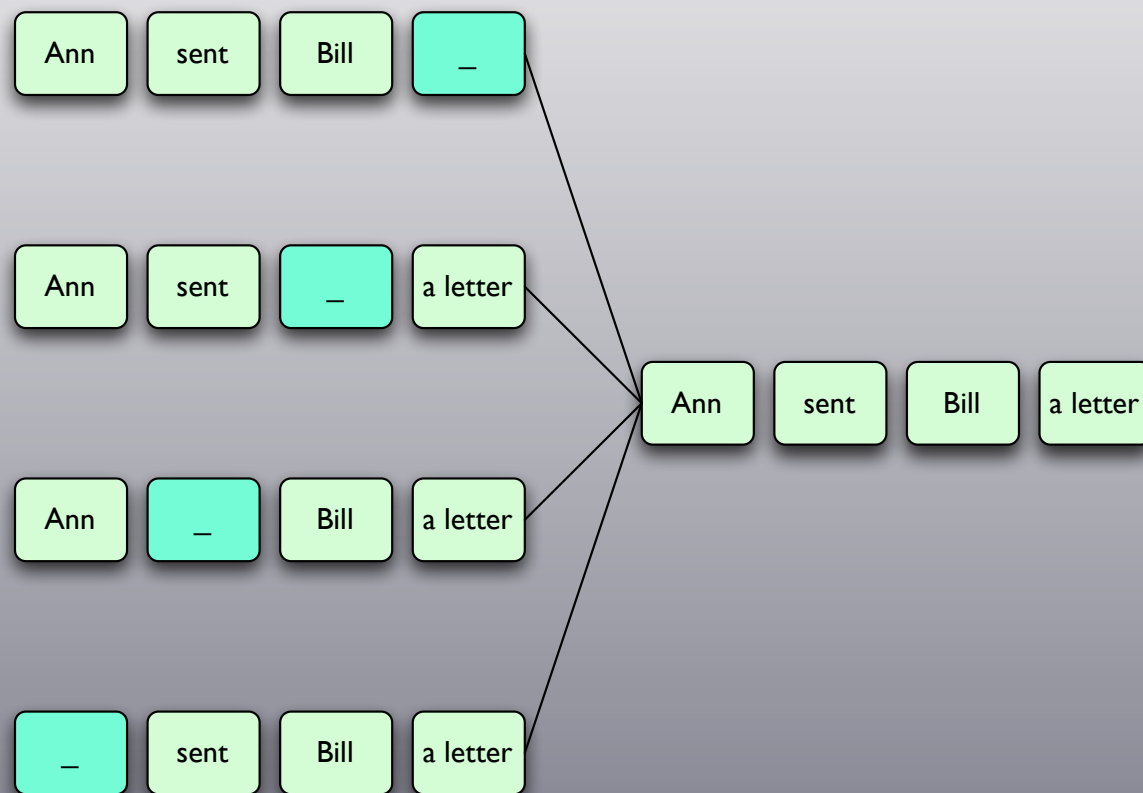 Ann sent Bill _
Ann sent _ a letter
Ann sent Bill a letter
Ann _ Bill a letter
_ sent Bill a letter